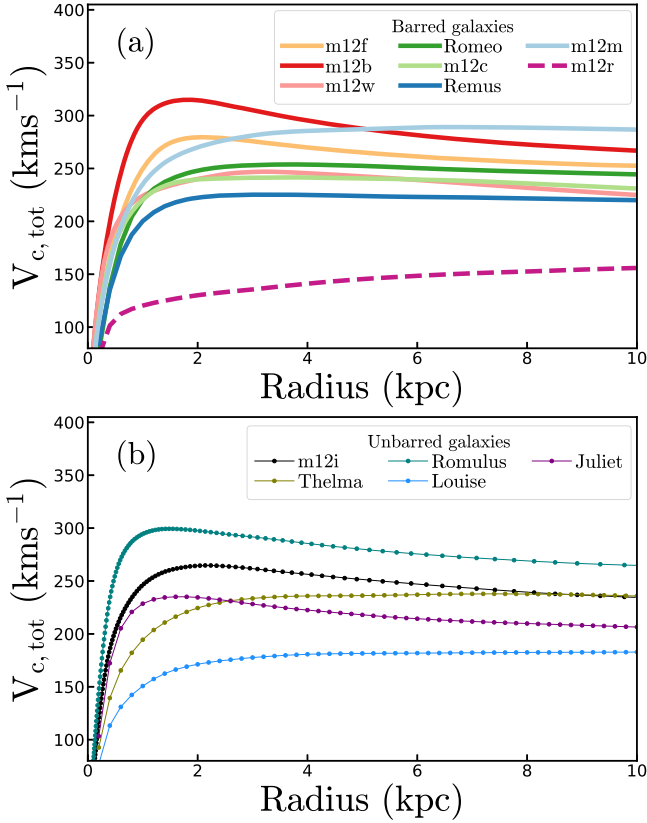 400
350
300
250
200
150
100
V_c, tot (kms^−1)
(a)
Barred galaxies
m12f Romeo m12m
m12b m12c m12r
m12w Remus
0 2 4 6 8 10
Radius (kpc)
400
350
300
250
200
150
100
V_c, tot (kms^−1)
(b)
Unbarred galaxies
m12i Romulus Juliet
Thelma Louise
0 2 4 6 8 10
Radius (kpc)